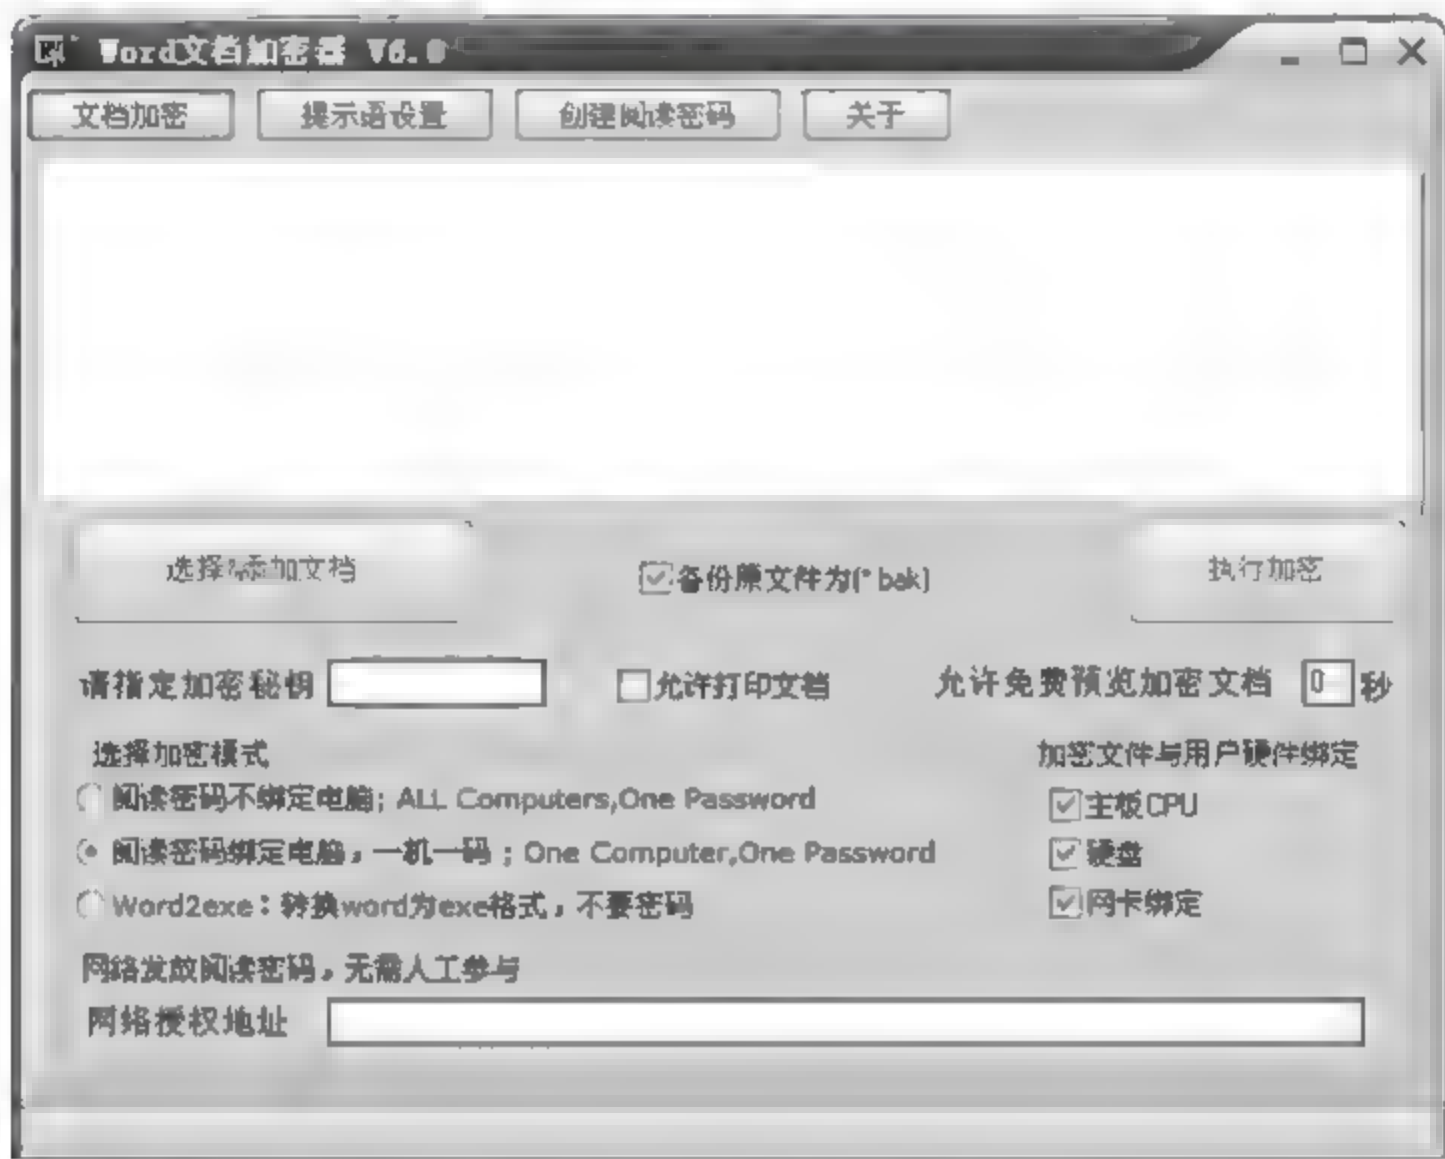 Word文档加密器 V6.0
文档加密 提示语设置 创建阅读密码 关于
选择&添加文档 备份原文件为(*.bak) 执行加密
请指定加密秘钥 允许打印文档 允许免费预览加密文档 0 秒
选择加密模式 加密文件与用户硬件绑定
阅读密码不绑定电脑; ALL Computers,One Password 主板CPU
阅读密码绑定电脑，一机一码 ; One Computer,One Password 硬盘
Word2exe：转换word为exe格式，不要密码 网卡绑定
网络发放阅读密码，无需人工参与
网络授权地址